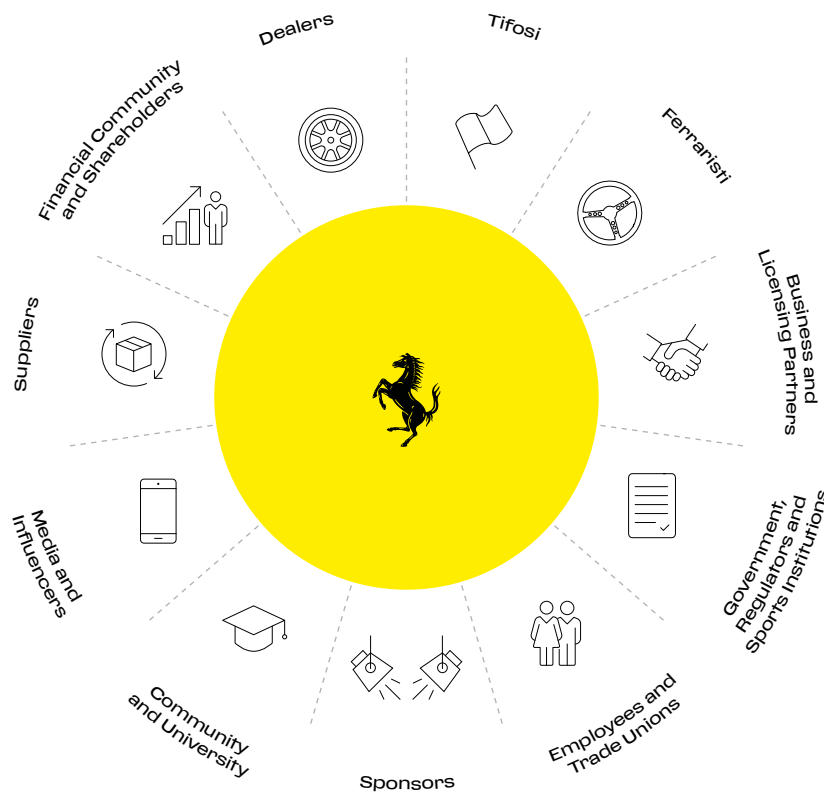 Tifosi
Ferraristi
Business and
Licensing Partners
Government,
Regulators and
Sports Institutions
Employees and
Trade Unions
Sponsors
Community
and University
Media and
Influencers
Suppliers
Financial Community
and Shareholders
Dealers